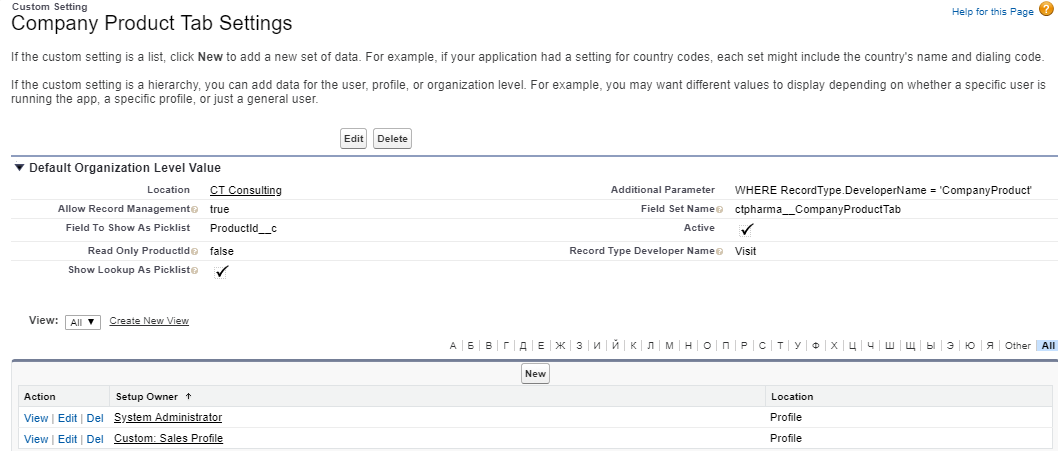 Custom Setting
Company Product Tab Settings
Help for this Page ?
If the custom setting is a list, click New to add a new set of data. For example, if your application had a setting for country codes, each set might include the country's name and dialing code.
If the custom setting is a hierarchy, you can add data for the user, profile, or organization level. For example, you may want different values to display depending on whether a specific user is
running the app, a specific profile, or just a general user.
Edit Delete
Default Organization Level Value
Location CT Consulting Additional Parameter WHERE RecordType.DeveloperName = 'CompanyProduct'
Allow Record Management ? true Field Set Name ? ctpharma__CompanyProductTab
Field To Show As Picklist ProductId__c Active ✓
Read Only ProductId ? false Record Type Developer Name ? Visit
Show Lookup As Picklist ? ✓
View: All ▼ Create New View
А | Б | В | Г | Д | Е | Ж | З | И | Й | К | Л | М | Н | О | П | Р | С | Т | У | Ф | Х | Ц | Ч | Ш | Щ | Ы | Э | Ю | Я | Other | All
New
Action Setup Owner ↑ Location
View | Edit | Del System Administrator Profile
View | Edit | Del Custom: Sales Profile Profile